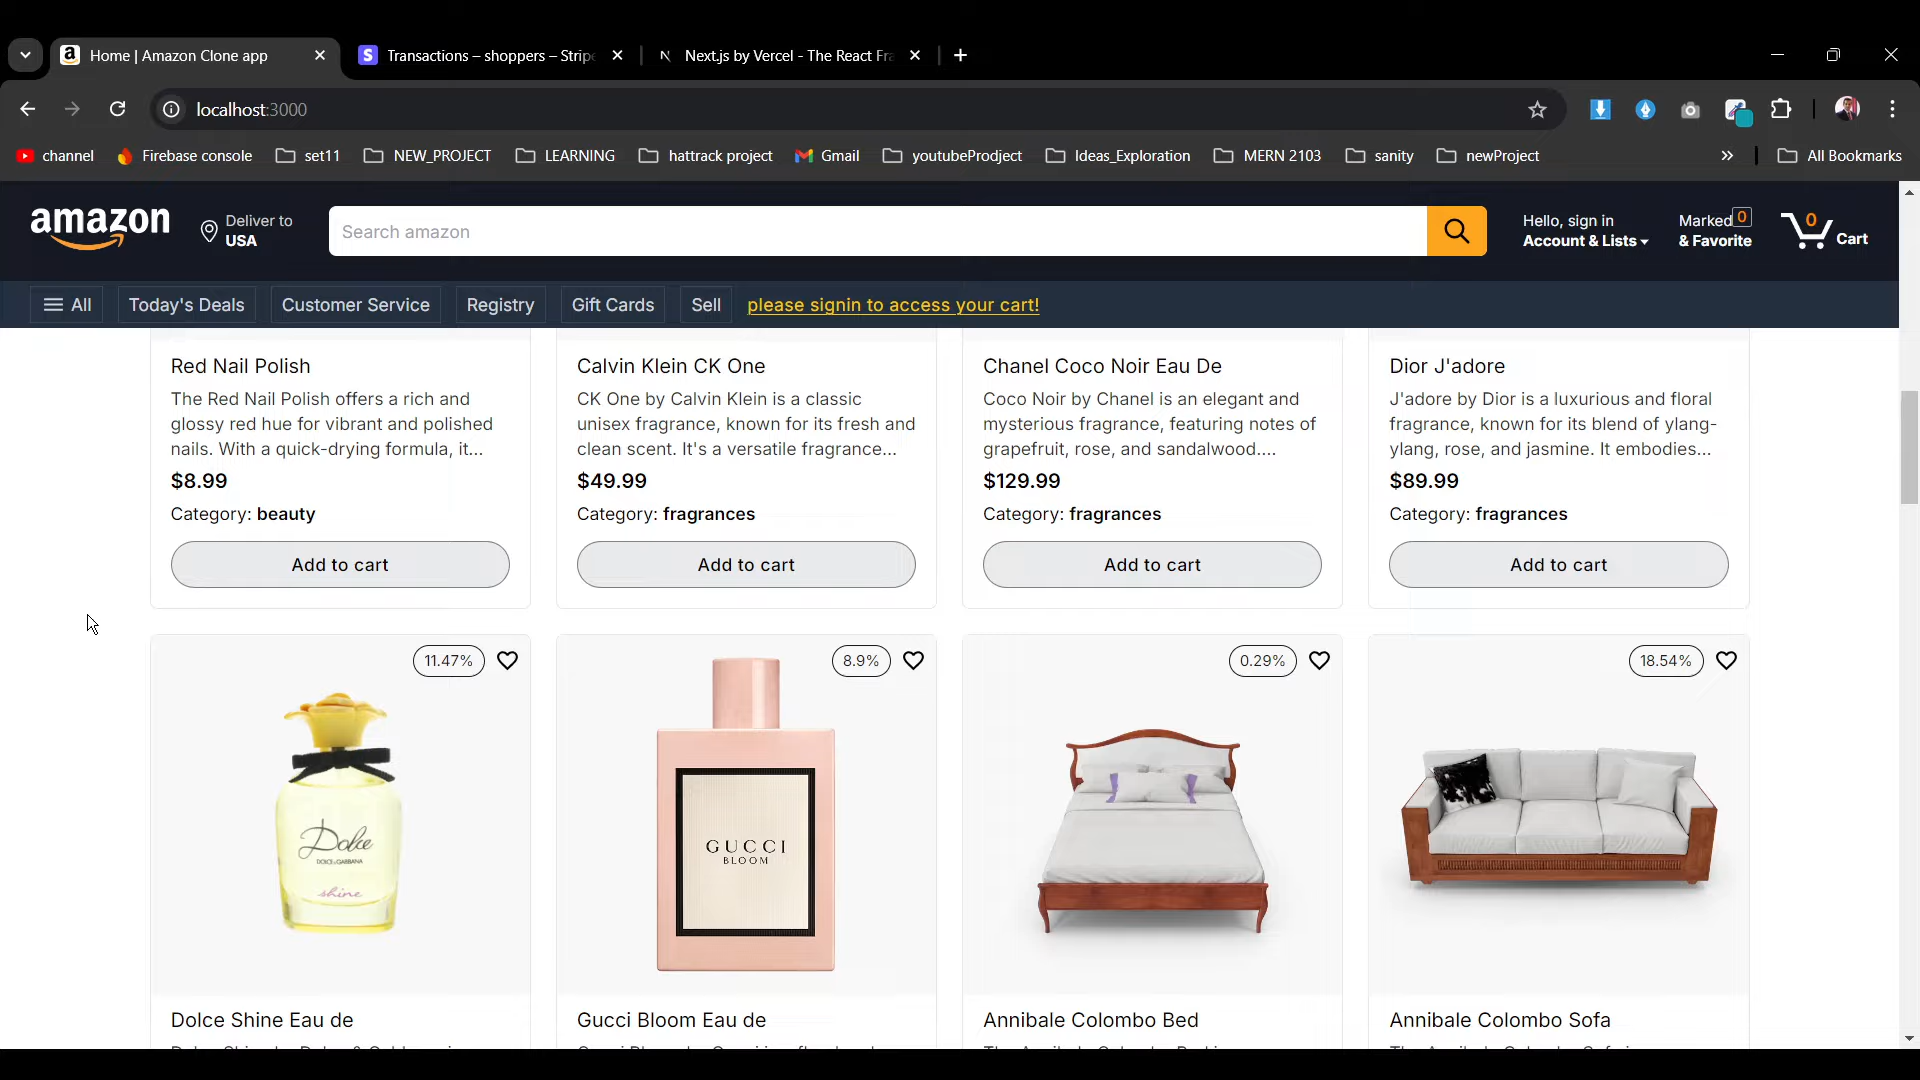 Home | Amazon Clone app
Transactions – shoppers – Stripe
Next.js by Vercel - The React Fra
localhost:3000
channel
Firebase console
set11
NEW_PROJECT
LEARNING
hattrack project
Gmail
youtubeProdject
Ideas_Exploration
MERN 2103
sanity
newProject
All Bookmarks
amazon
Deliver to
USA
Search amazon
Hello, sign in
Account & Lists
Marked 0
& Favorite
0
Cart
All
Today's Deals
Customer Service
Registry
Gift Cards
Sell
please signin to access your cart!
Red Nail Polish
The Red Nail Polish offers a rich and
glossy red hue for vibrant and polished
nails. With a quick-drying formula, it...
$8.99
Category: beauty
Add to cart
Calvin Klein CK One
CK One by Calvin Klein is a classic
unisex fragrance, known for its fresh and
clean scent. It's a versatile fragrance...
$49.99
Category: fragrances
Add to cart
Chanel Coco Noir Eau De
Coco Noir by Chanel is an elegant and
mysterious fragrance, featuring notes of
grapefruit, rose, and sandalwood....
$129.99
Category: fragrances
Add to cart
Dior J'adore
J'adore by Dior is a luxurious and floral
fragrance, known for its blend of ylang-
ylang, rose, and jasmine. It embodies...
$89.99
Category: fragrances
Add to cart
11.47%
Dolce
DOLCE & GABBANA
shine
Dolce Shine Eau de
8.9%
GUCCI
BLOOM
Gucci Bloom Eau de
0.29%
Annibale Colombo Bed
18.54%
Annibale Colombo Sofa